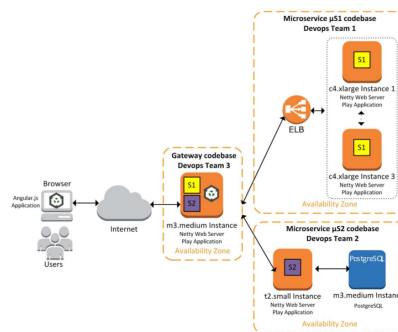 Microservice µS1 codebase
Devops Team 1
S1
c4.xlarge Instance 1
Netty Web Server
Play Application
ELB
S1
c4.xlarge Instance 3
Netty Web Server
Play Application
Availability Zone
Gateway codebase
Devops Team 3
S1
S2
m3.medium Instance
Netty Web Server
Play Application
Availability Zone
Browser
Angular.js
Application
Users
Internet
Microservice µS2 codebase
Devops Team 2
S2
t2.small Instance
Netty Web Server
Play Application
PostgreSQL
m3.medium Instance
PostgreSQL
Availability Zone